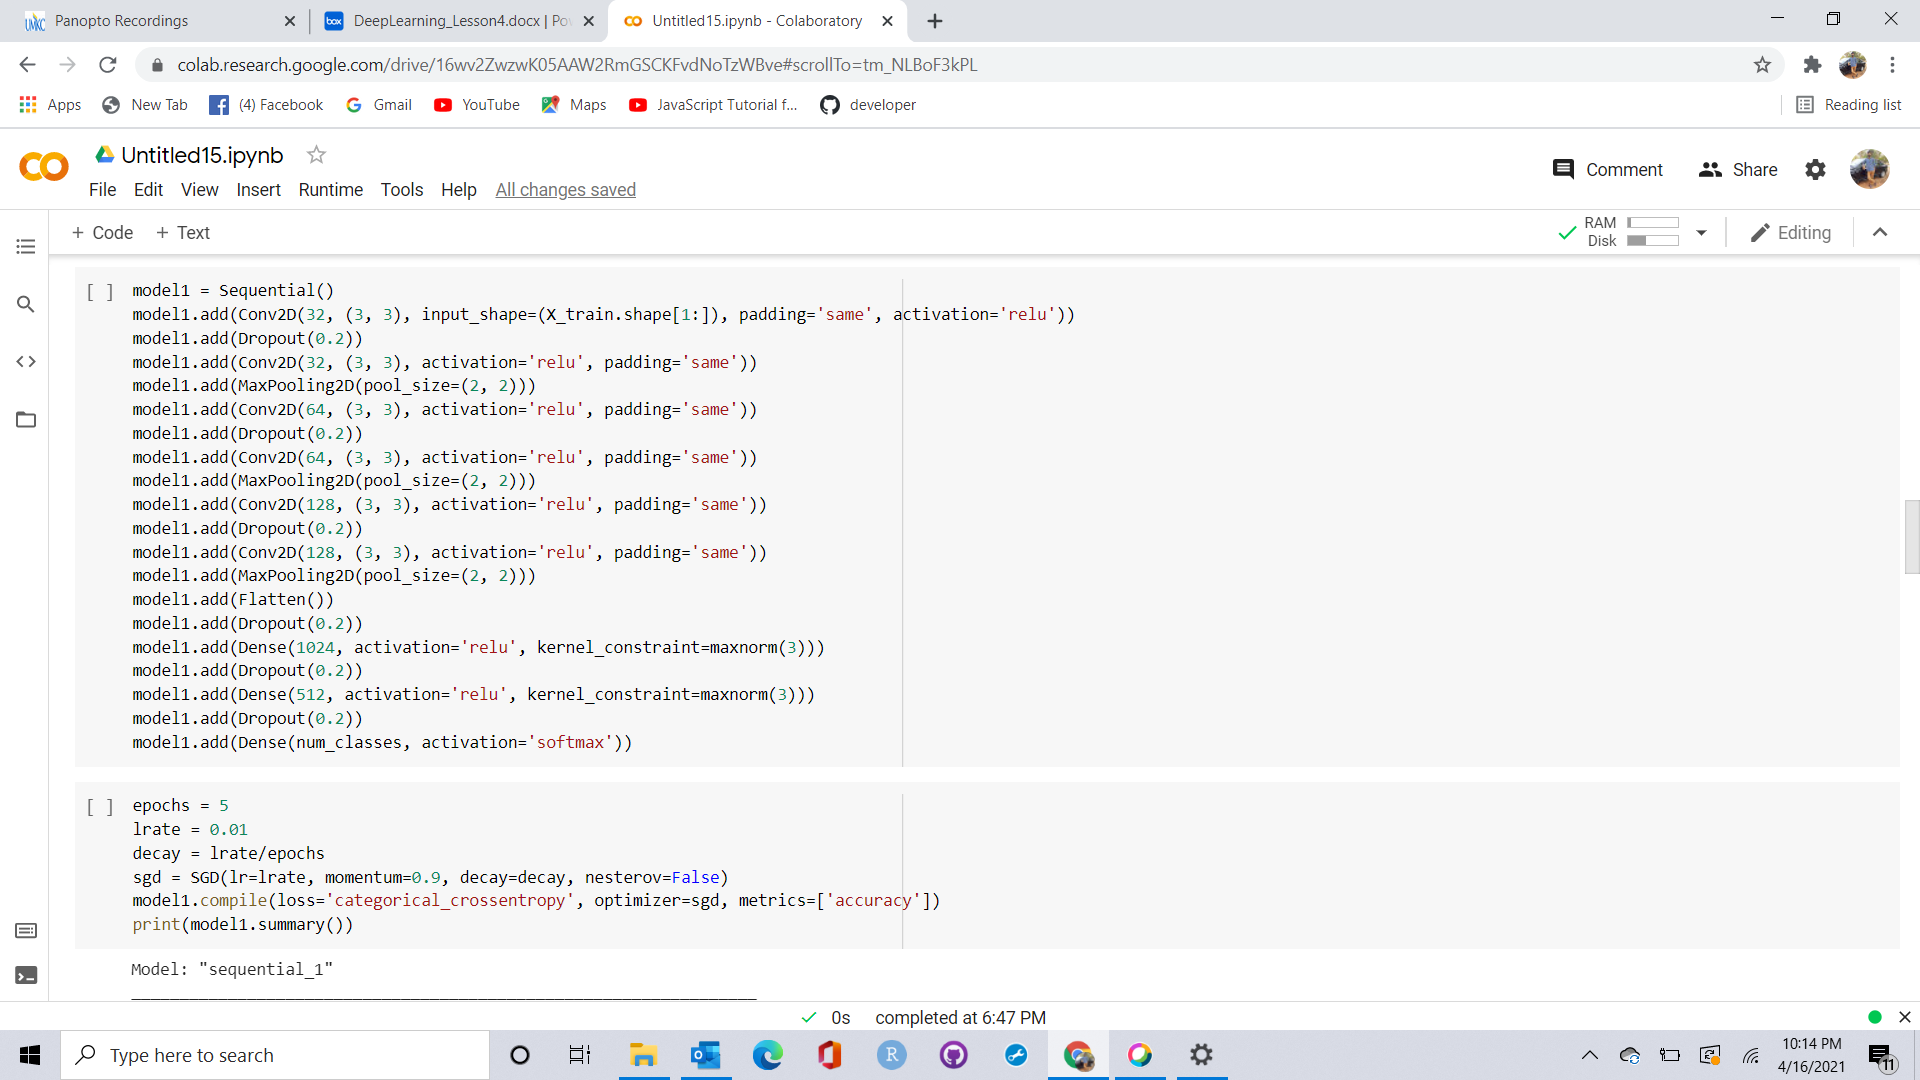 UMKC Panopto Recordings
box DeepLearning_Lesson4.docx | Po
Untitled15.ipynb - Colaboratory
colab.research.google.com/drive/16wv2ZwzwK05AAW2RmGSCKFvdNoTzWBve#scrollTo=tm_NLBoF3kPL
Apps New Tab (4) Facebook Gmail YouTube Maps JavaScript Tutorial f... developer Reading list
Untitled15.ipynb
File Edit View Insert Runtime Tools Help All changes saved
Comment Share
+ Code + Text
RAM
Disk
Editing
[ ] model1 = Sequential()
model1.add(Conv2D(32, (3, 3), input_shape=(X_train.shape[1:]), padding='same', activation='relu'))
model1.add(Dropout(0.2))
model1.add(Conv2D(32, (3, 3), activation='relu', padding='same'))
model1.add(MaxPooling2D(pool_size=(2, 2)))
model1.add(Conv2D(64, (3, 3), activation='relu', padding='same'))
model1.add(Dropout(0.2))
model1.add(Conv2D(64, (3, 3), activation='relu', padding='same'))
model1.add(MaxPooling2D(pool_size=(2, 2)))
model1.add(Conv2D(128, (3, 3), activation='relu', padding='same'))
model1.add(Dropout(0.2))
model1.add(Conv2D(128, (3, 3), activation='relu', padding='same'))
model1.add(MaxPooling2D(pool_size=(2, 2)))
model1.add(Flatten())
model1.add(Dropout(0.2))
model1.add(Dense(1024, activation='relu', kernel_constraint=maxnorm(3)))
model1.add(Dropout(0.2))
model1.add(Dense(512, activation='relu', kernel_constraint=maxnorm(3)))
model1.add(Dropout(0.2))
model1.add(Dense(num_classes, activation='softmax'))
[ ] epochs = 5
lrate = 0.01
decay = lrate/epochs
sgd = SGD(lr=lrate, momentum=0.9, decay=decay, nesterov=False)
model1.compile(loss='categorical_crossentropy', optimizer=sgd, metrics=['accuracy'])
print(model1.summary())
Model: "sequential_1"
0s completed at 6:47 PM
Type here to search
R
10:14 PM
4/16/2021
11